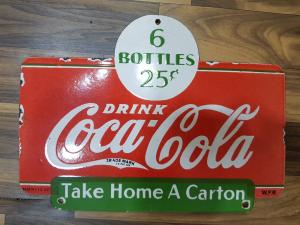 6
BOTTLES
25¢
DRINK
Coca-Cola
TRADE MARK
Take Home A Carton